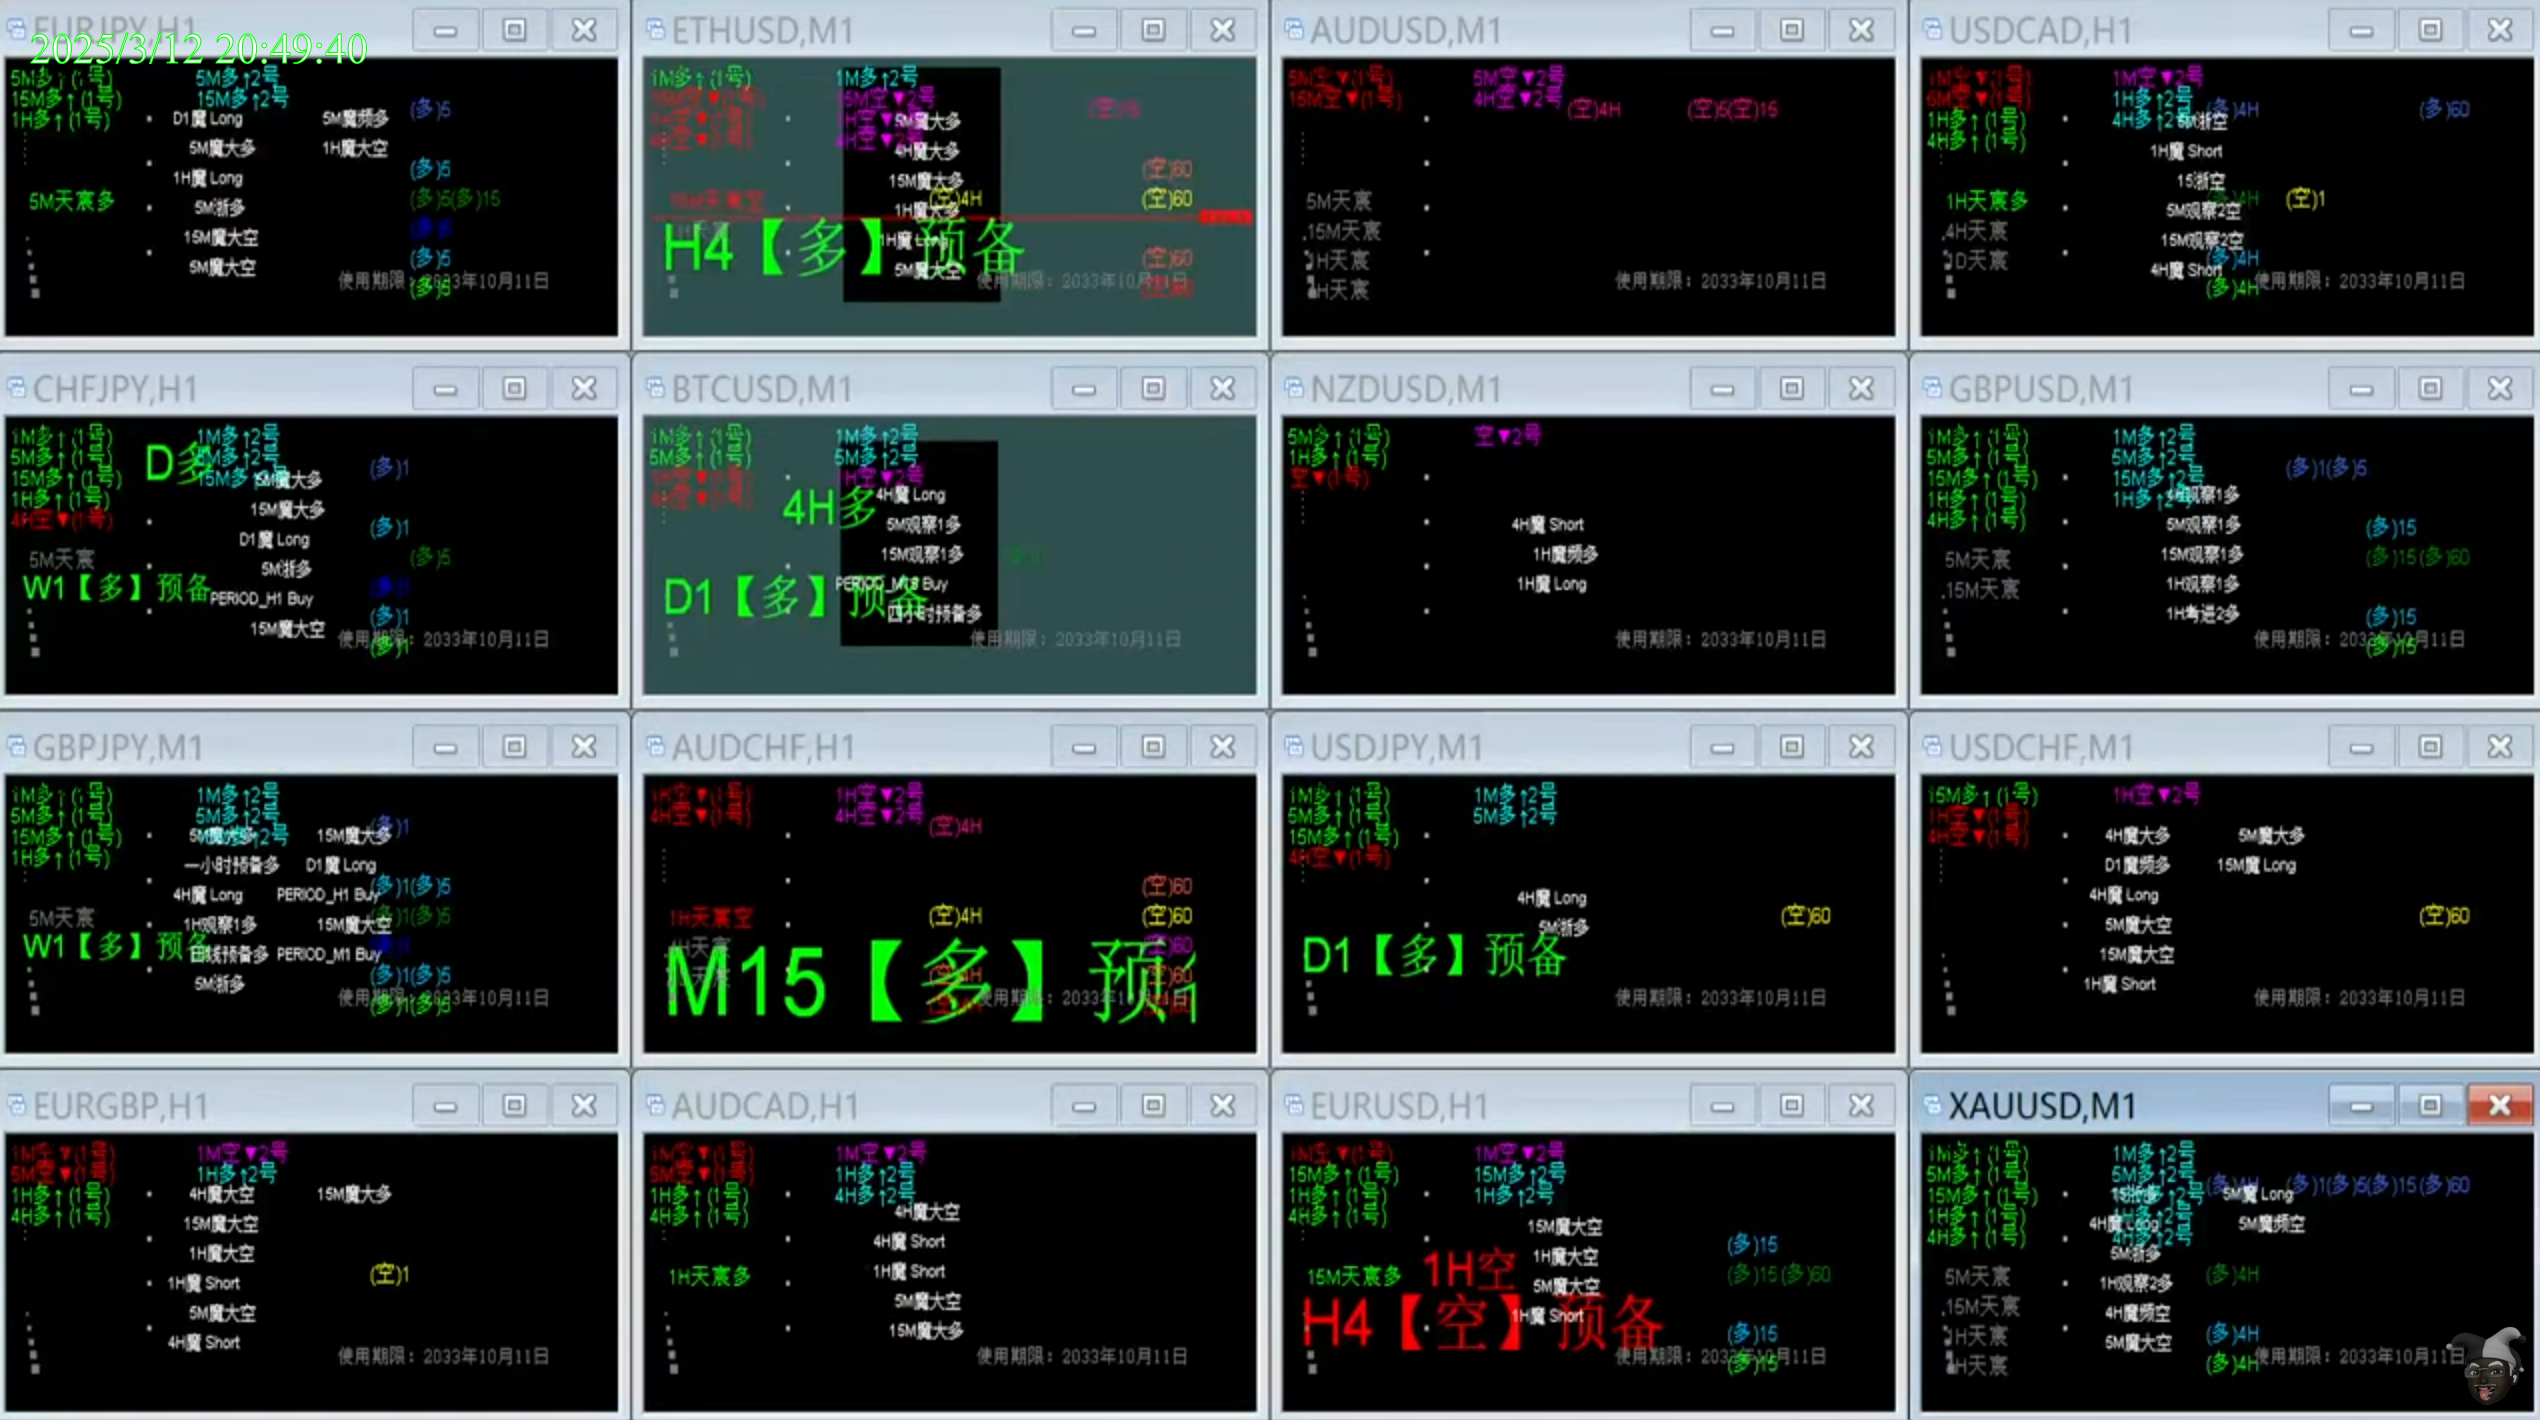 EURJPY,H1
2025/3/12 20:49:40
5M多↑(1号) 5M多↑2号
15M多↑(1号) 15M多↑2号
1H多↑(1号)
(多)5
D1魔 Long 5M魔频多
5M魔大多 1H魔大空
1H魔 Long (多)5
5M天宸多 5M浙多 (多)5(多)15
15M魔大空
5M魔大空 (多)5
使用期限：2033年10月11日
(多)5
ETHUSD,M1
1M多↑(1号) 1M多↑2号
5M空▼2号
(空)15
5M魔大多
4H魔大多
15M魔大多 (空)60
(空)4H (空)60
1H魔大多
H4【多】预备
1H魔 Long
5M魔大空 (空)60
使用期限：2033年10月11日
AUDUSD,M1
5M空▼(1号) 5M空▼2号
15M空▼(1号) 4H空▼2号
(空)4H (空)5(空)15
5M天宸
15M天宸
1H天宸
4H天宸
使用期限：2033年10月11日
USDCAD,H1
1M空▼(1号) 1M空▼2号
5M空▼(1号) 1H多↑2号
1H多↑(1号) 4H多↑2号
4H多↑(1号)
(多)4H (多)60
5M浙空
1H魔 Short
15浙空
1H天宸多 (多)4H (空)1
5M观察2空
4H天宸 15M观察2空
1D天宸 (多)4H
4H魔 Short
使用期限：2033年10月11日
(多)4H
CHFJPY,H1
1M多↑(1号) 1M多↑2号
5M多↑(1号) 5M多↑2号
15M多↑(1号) 15M多↑2号
1H多↑(1号)
4H空▼(1号)
D多
(多)1
5M魔大多
15M魔大多
(多)1
D1魔 Long
5M天宸 5M浙多 (多)5
W1【多】预备
PERIOD_H1 Buy
(多)1
15M魔大空
使用期限：2033年10月11日
(多)1
BTCUSD,M1
1M多↑(1号) 1M多↑2号
5M多↑(1号) 5M多↑2号
1H空▼(1号) H空▼2号
4H空▼(1号)
4H多
4H魔 Long
5M观察1多
15M观察1多
D1【多】预备
四小时预备多
使用期限：2033年10月11日
NZDUSD,M1
5M多↑(1号) 空▼2号
1H多↑(1号)
空▼(1号)
4H魔 Short
1H魔频多
1H魔 Long
使用期限：2033年10月11日
GBPUSD,M1
1M多↑(1号) 1M多↑2号
5M多↑(1号) 5M多↑2号
15M多↑(1号) 15M多↑2号
1H多↑(1号) 1H多↑2号
4H多↑(1号)
(多)1(多)5
4H观察1多
5M观察1多 (多)15
5M天宸 15M观察1多 (多)15(多)60
15M天宸 1H观察1多
1H考进2多 (多)15
使用期限：2033年10月11日
(多)15
GBPJPY,M1
1M多↑(1号) 1M多↑2号
5M多↑(1号) 5M多↑2号
15M多↑(1号) 15M多↑2号
1H多↑(1号)
(多)1
5M魔大多 15M魔大多
一小时预备多 D1魔 Long
4H魔 Long PERIOD_H1 Buy (多)1(多)5
5M天宸 1H观察1多 15M魔大空 (多)1(多)5
W1【多】预备
日线预备多 PERIOD_M1 Buy
5M浙多 (多)1(多)5
使用期限：2033年10月11日
(多)1(多)5
AUDCHF,H1
1H空▼(1号) 1H空▼2号
4H空▼(1号) 4H空▼2号
(空)4H
(空)60
1H天宸空 (空)4H (空)60
4H天宸 (空)60
M15【多】预
(空)4H (空)60
使用期限：2033年10月11日
USDJPY,M1
1M多↑(1号) 1M多↑2号
5M多↑(1号) 5M多↑2号
15M多↑(1号)
4H空▼(1号)
4H魔 Long
5M浙多 (空)60
D1【多】预备
使用期限：2033年10月11日
USDCHF,M1
15M多↑(1号) 1H空▼2号
1H空▼(1号)
4H空▼(1号)
4H魔大多 5M魔大多
D1魔频多 15M魔 Long
4H魔 Long
5M魔大空 (空)60
15M魔大空
1H魔 Short
使用期限：2033年10月11日
EURGBP,H1
1M空▼(1号) 1M空▼2号
5M空▼(1号) 1H多↑2号
1H多↑(1号)
4H多↑(1号)
4H魔大空 15M魔大多
15M魔大空
1H魔大空
1H魔 Short (空)1
5M魔大空
4H魔 Short
使用期限：2033年10月11日
AUDCAD,H1
1M空▼(1号) 1M空▼2号
5M空▼(1号) 1H多↑2号
1H多↑(1号) 4H多↑2号
4H多↑(1号)
4H魔大空
4H魔 Short
1H天宸多 1H魔 Short
5M魔大空
15M魔大多
使用期限：2033年10月11日
EURUSD,H1
1M空▼(1号) 1M空▼2号
15M多↑(1号) 15M多↑2号
1H多↑(1号) 1H多↑2号
4H多↑(1号)
15M魔大空
(多)15
1H空 1H魔大空
15M天宸多 5M魔大空 (多)15(多)60
H4【空】预备
1H魔 Short
(多)15
使用期限：2033年10月11日
(多)15
XAUUSD,M1
1M多↑(1号) 1M多↑2号
5M多↑(1号) 5M多↑2号
15M多↑(1号) 15M多↑2号
1H多↑(1号) 1H多↑2号
4H多↑(1号) 4H多↑2号
(多)4H (多)1(多)5(多)15(多)60
15浙多 5M魔 Long
4H魔 Long 5M魔频空
5M浙多
5M天宸 1H观察2多 (多)4H
15M天宸 4H魔频空
1H天宸 5M魔大空 (多)4H
4H天宸 (多)4H
使用期限：2033年10月11日